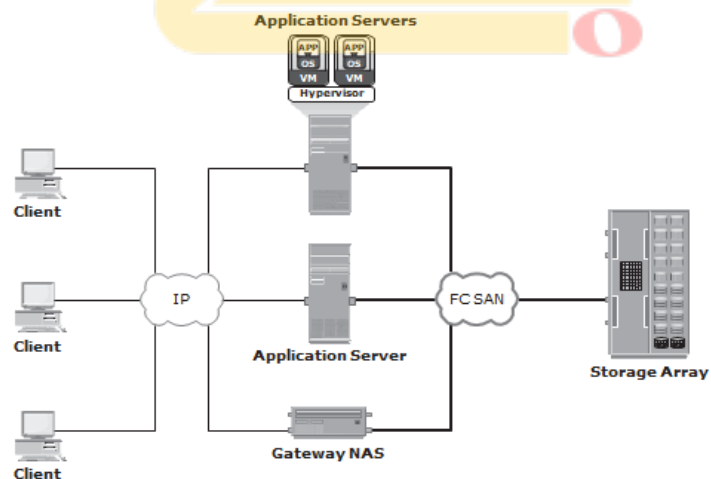 Application Servers
APP
APP
OS
OS
VM
VM
Hypervisor
Client
IP
FC SAN
Client
Application Server
Storage Array
Gateway NAS
Client